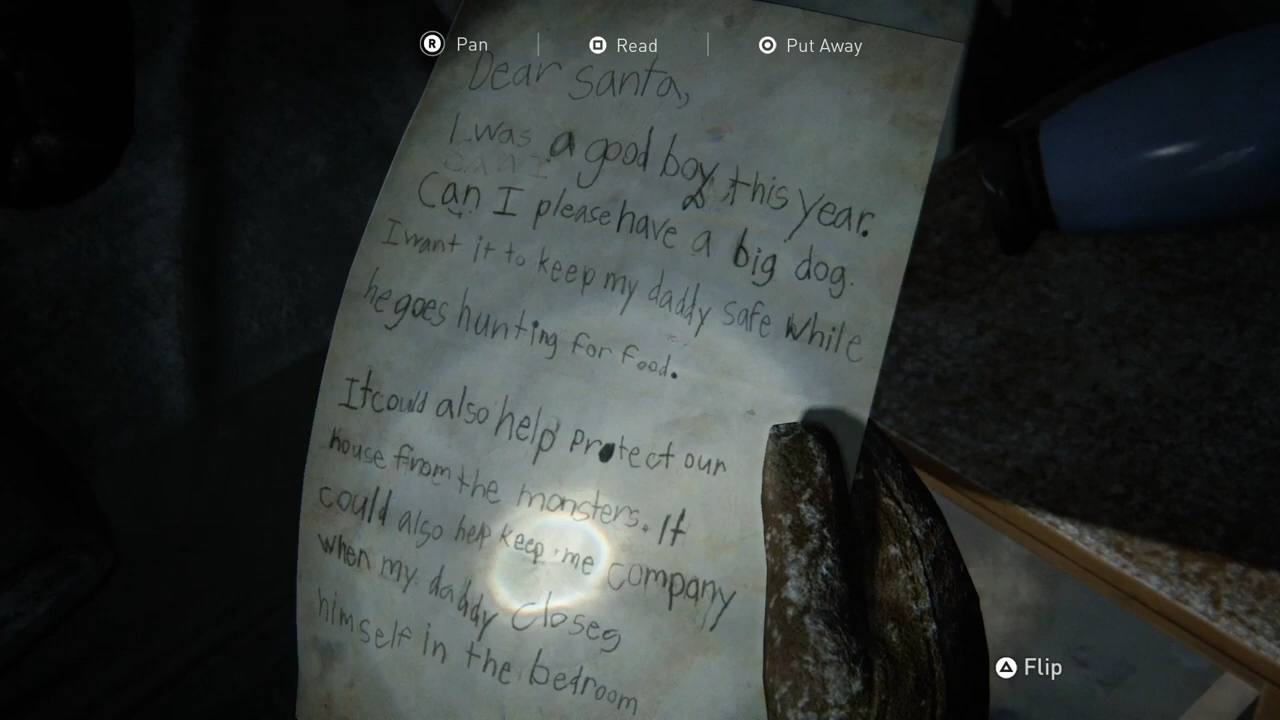 R Pan | Read | Put Away
Dear Santa,
I was a good boy this year.
Can I please have a big dog.
I want it to keep my daddy safe while
he goes hunting for food.
It could also help protect our
house from the monsters. It
could also help keep me company
when my daddy closes
himself in the bedroom
Flip